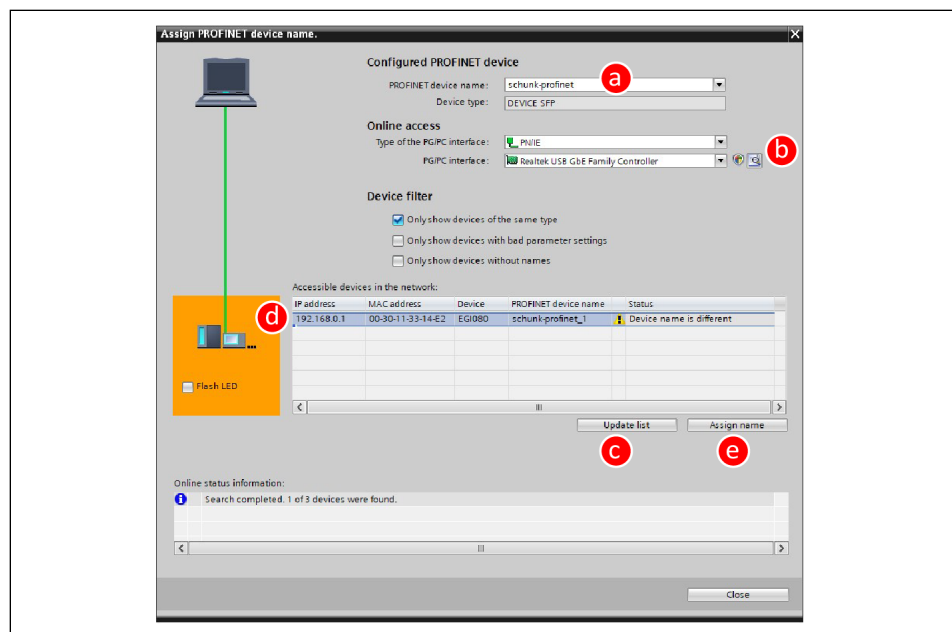 Assign PROFINET device name.
Configured PROFINET device
PROFINET device name: schunk-profinet a
Device type: DEVICE SFP
Online access
Type of the PG/PC interface: PN/IE
PG/PC interface: Realtek USB GbE Family Controller b
Device filter
Only show devices of the same type
Only show devices with bad parameter settings
Only show devices without names
Accessible devices in the network:
IP address MAC address Device PROFINET device name Status
d 192.168.0.1 00-30-11-33-14-E2 EGI080 schunk-profinet_1 Device name is different
Flash LED
Update list Assign name
c e
Online status information:
Search completed. 1 of 3 devices were found.
Close